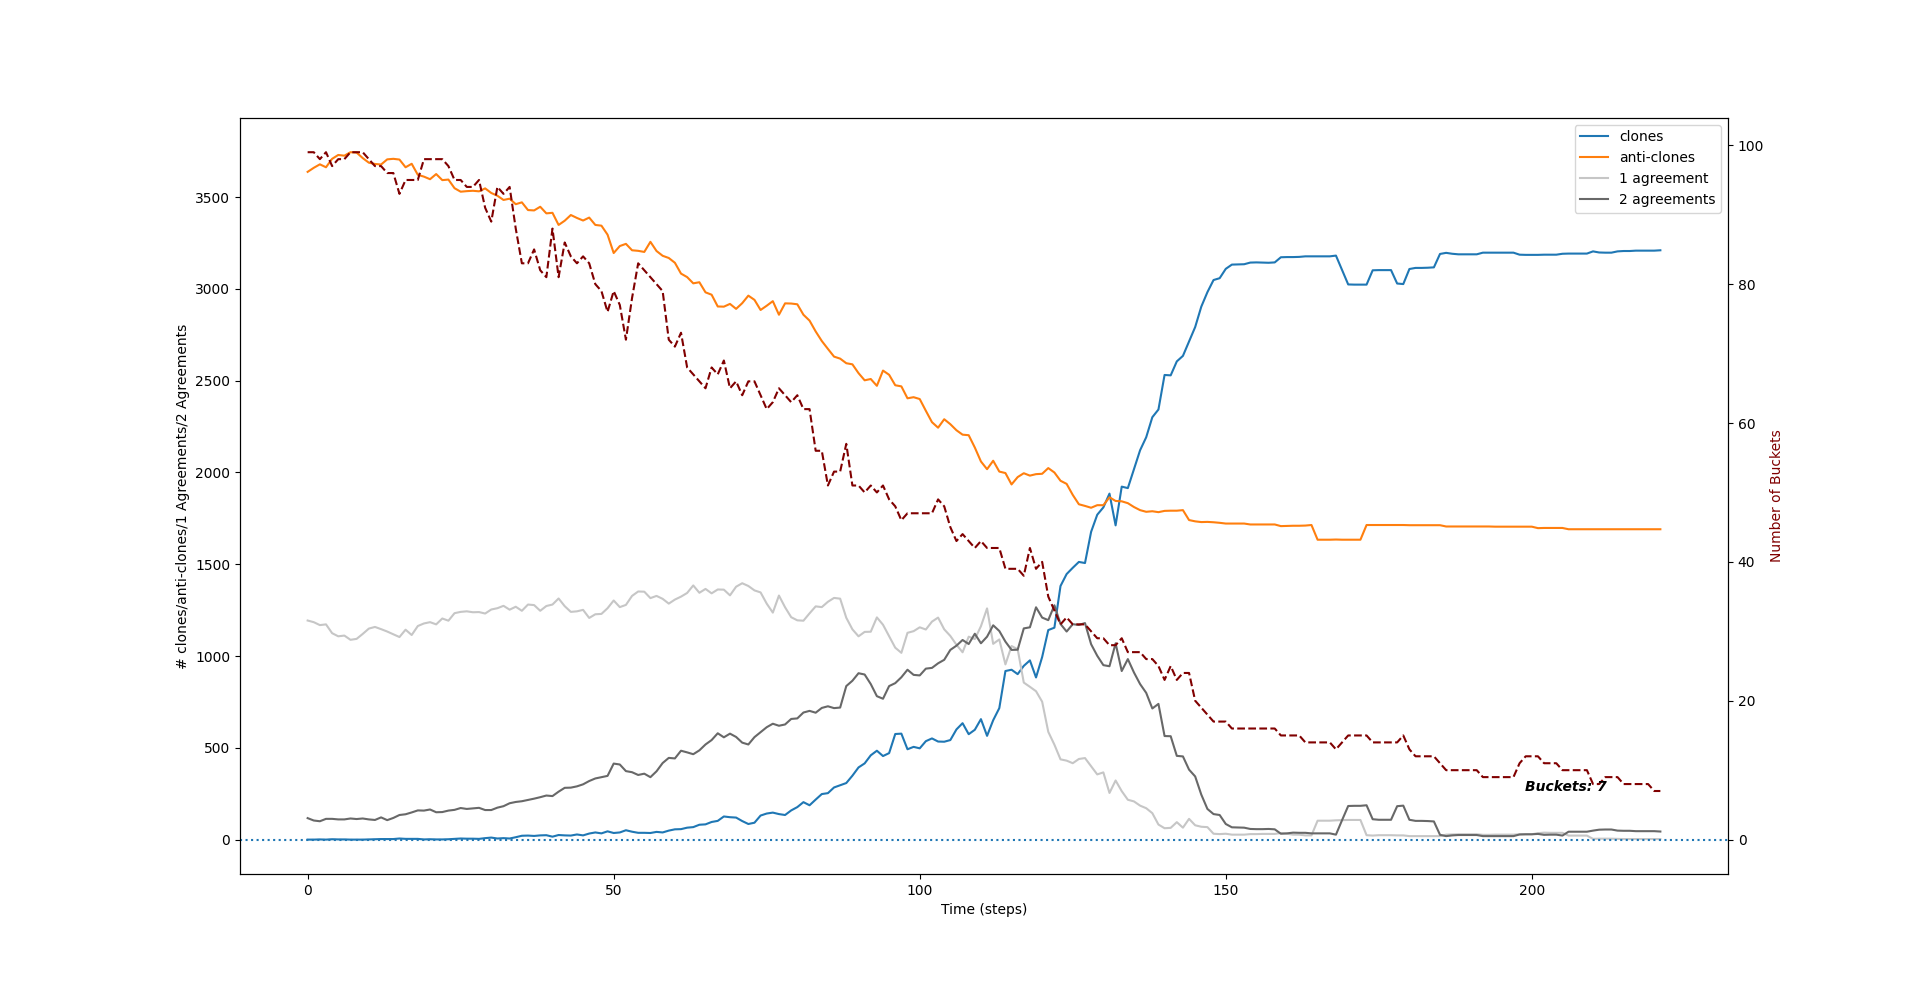 clones
anti-clones
1 agreement
2 agreements
# clones/anti-clones/1 Agreements/2 Agreements
3500
3000
2500
2000
1500
1000
500
0
100
80
60
40
20
0
Number of Buckets
Buckets: 7
0
50
100
150
200
Time (steps)